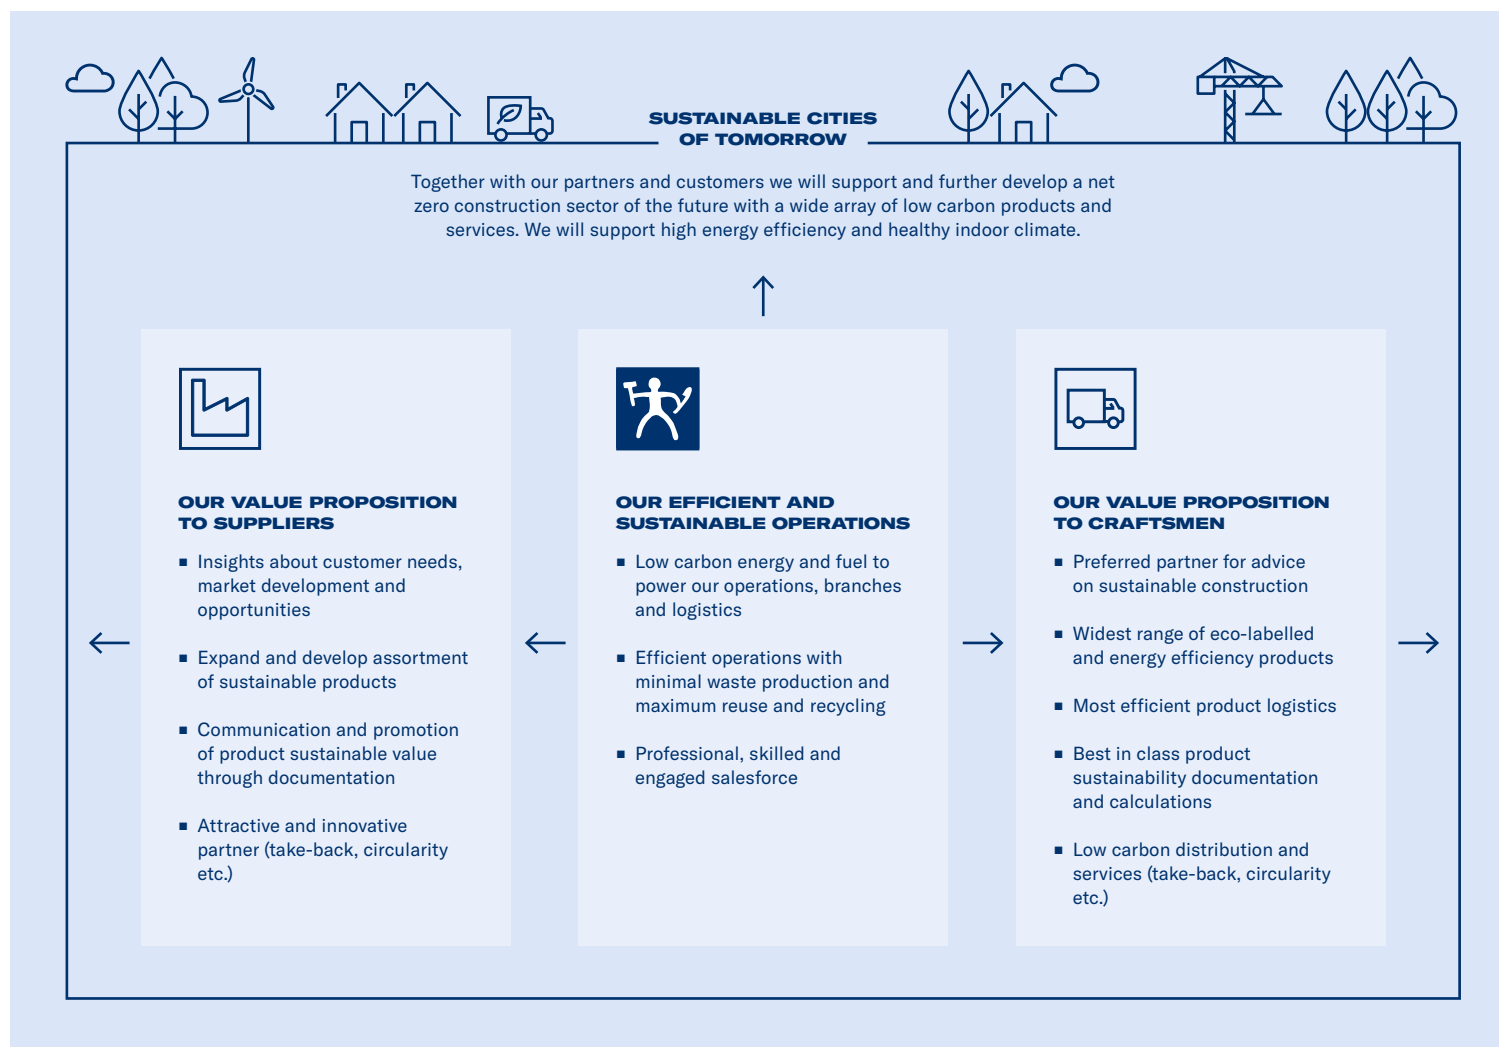 SUSTAINABLE CITIES
OF TOMORROW
Together with our partners and customers we will support and further develop a net
zero construction sector of the future with a wide array of low carbon products and
services. We will support high energy efficiency and healthy indoor climate.
OUR VALUE PROPOSITION
TO SUPPLIERS
▪ Insights about customer needs,
market development and
opportunities
▪ Expand and develop assortment
of sustainable products
▪ Communication and promotion
of product sustainable value
through documentation
▪ Attractive and innovative
partner (take-back, circularity
etc.)
OUR EFFICIENT AND
SUSTAINABLE OPERATIONS
▪ Low carbon energy and fuel to
power our operations, branches
and logistics
▪ Efficient operations with
minimal waste production and
maximum reuse and recycling
▪ Professional, skilled and
engaged salesforce
OUR VALUE PROPOSITION
TO CRAFTSMEN
▪ Preferred partner for advice
on sustainable construction
▪ Widest range of eco-labelled
and energy efficiency products
▪ Most efficient product logistics
▪ Best in class product
sustainability documentation
and calculations
▪ Low carbon distribution and
services (take-back, circularity
etc.)